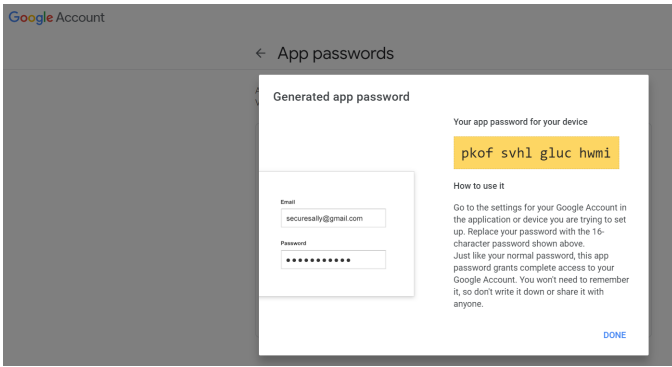 Google Account
← App passwords
Generated app password
Your app password for your device
pkof svhl gluc hwmi
How to use it
Go to the settings for your Google Account in
the application or device you are trying to set
up. Replace your password with the 16-
character password shown above.
Just like your normal password, this app
password grants complete access to your
Google Account. You won't need to remember
it, so don't write it down or share it with
anyone.
Email
securesally@gmail.com
Password
●●●●●●●●●●●
DONE